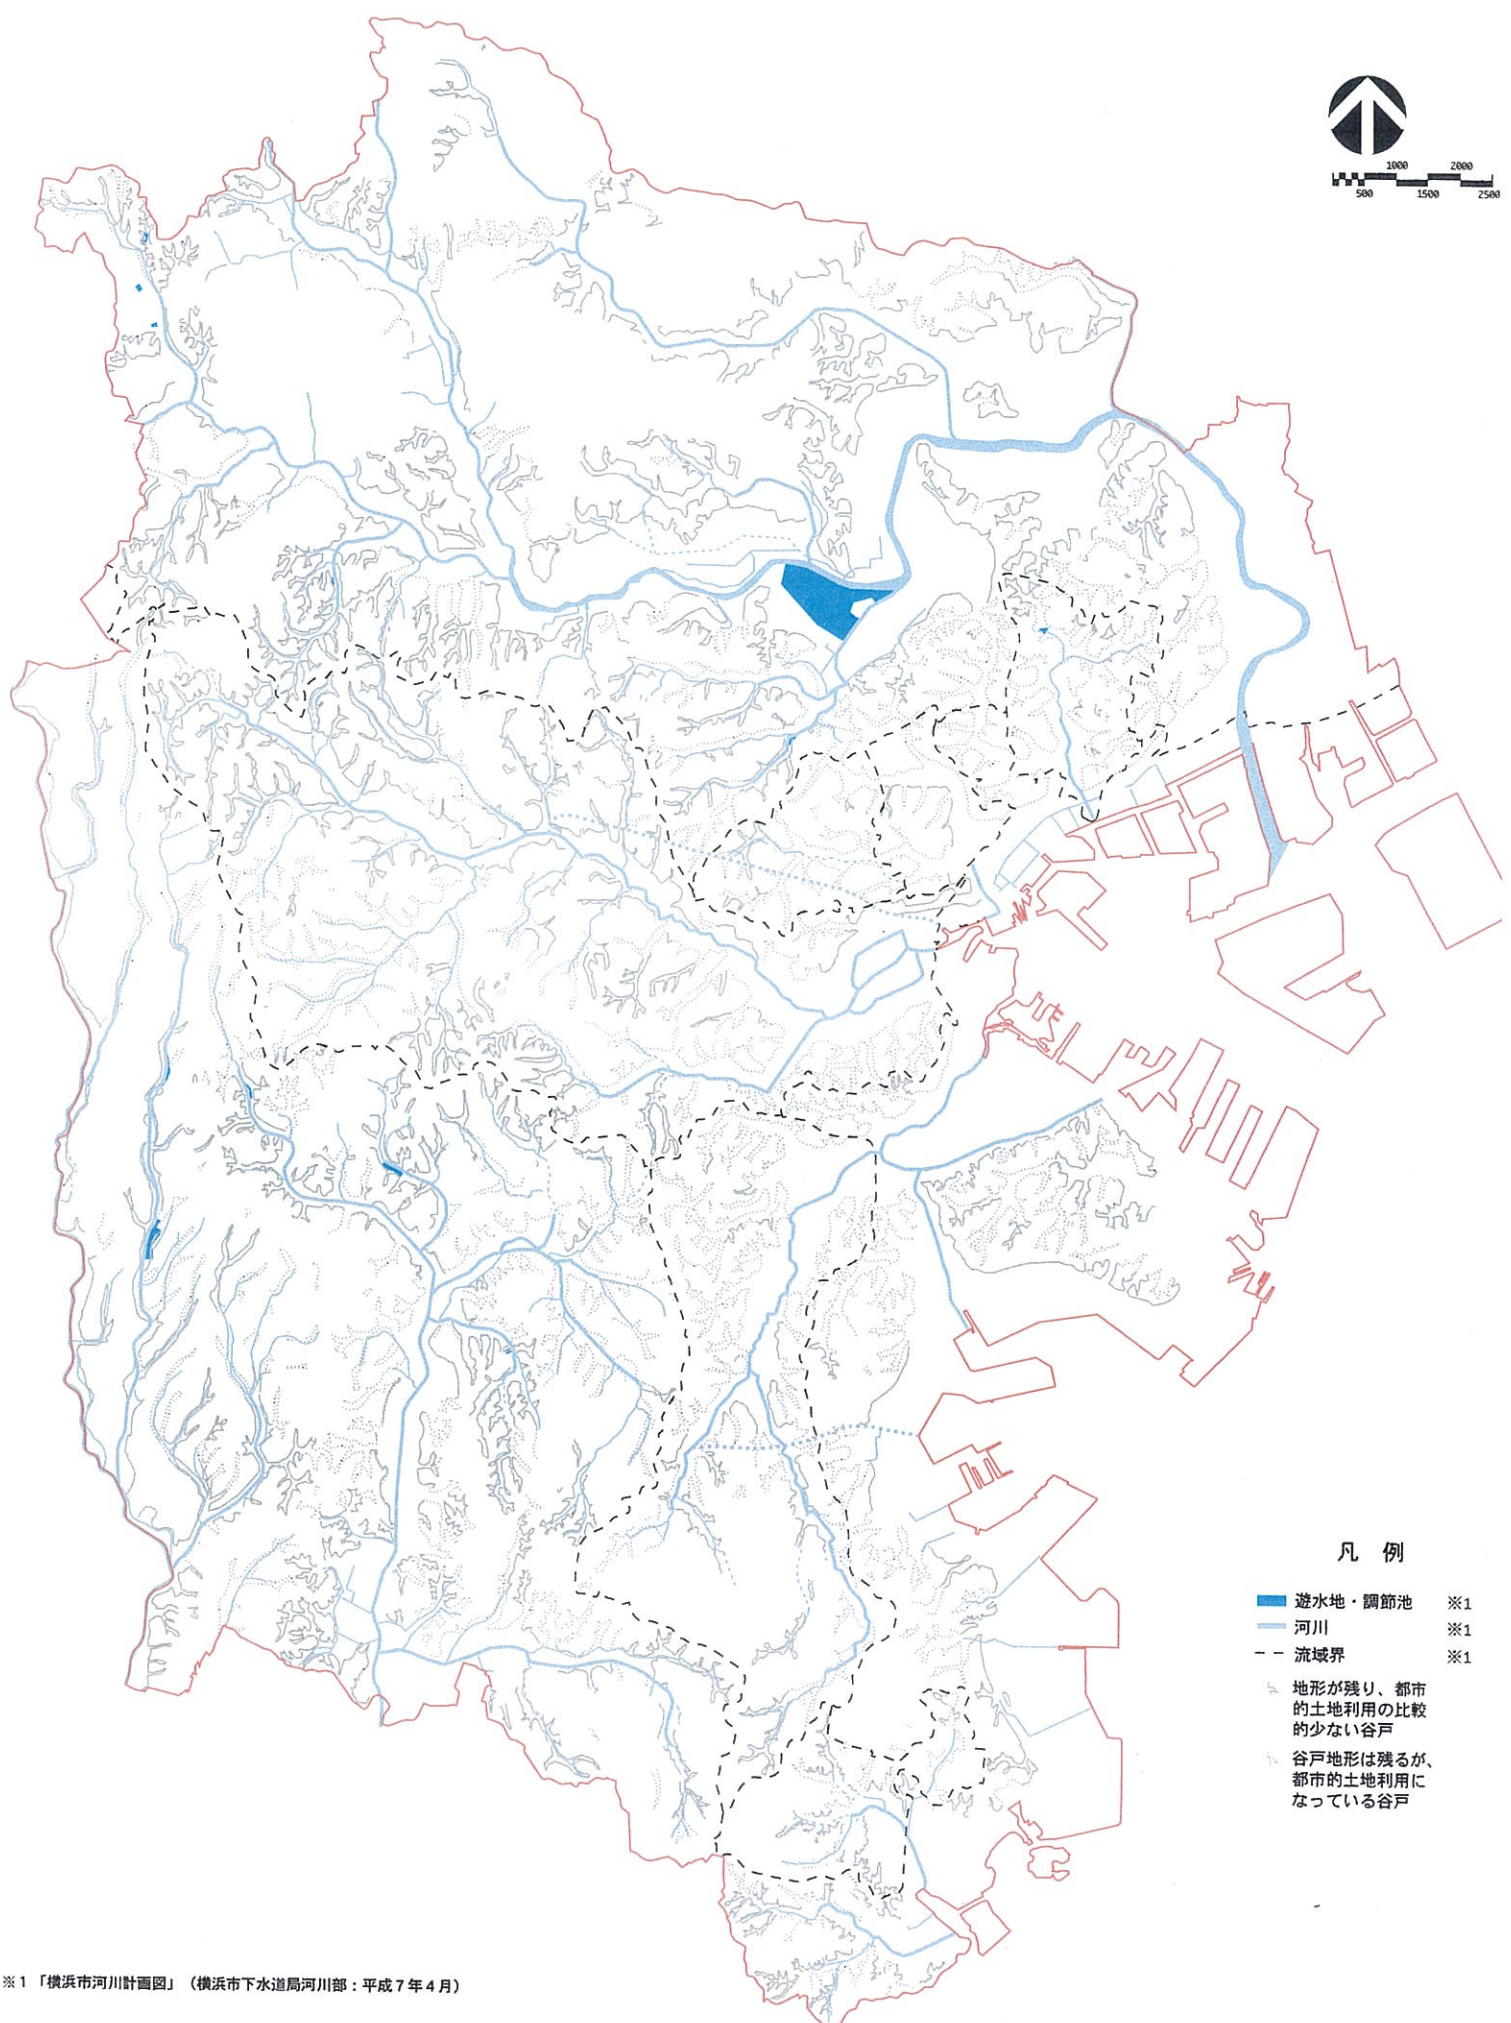 1000 2000
500 1500 2500
凡 例
遊水地・調節池 ※1
河川 ※1
流域界 ※1
地形が残り、都市
的土地利用の比較
的少ない谷戸
谷戸地形は残るが、
都市的土地利用に
なっている谷戸
※1「横浜市河川計画図」（横浜市下水道局河川部：平成７年４月）